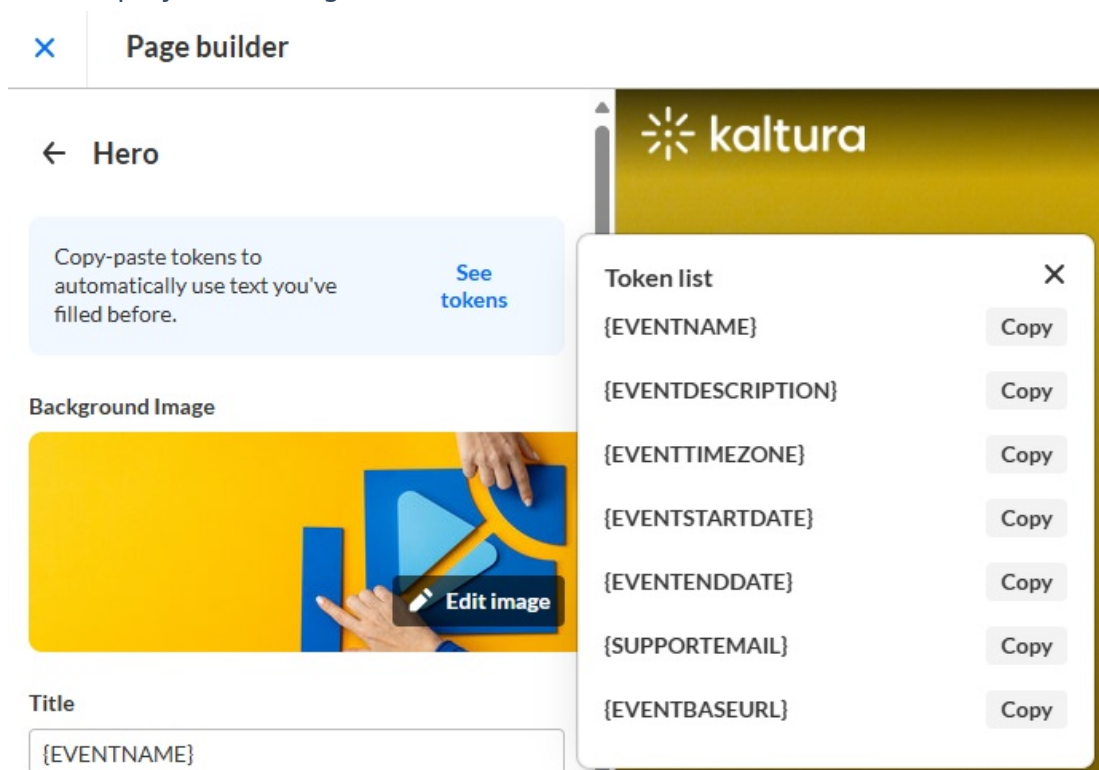 Page builder
Hero
Copy-paste tokens to
automatically use text you've
filled before.
See
tokens
Background Image
Edit image
Title
{EVENTNAME}
kaltura
Token list
{EVENTNAME} Copy
{EVENTDESCRIPTION} Copy
{EVENTTIMEZONE} Copy
{EVENTSTARTDATE} Copy
{EVENTENDDATE} Copy
{SUPPORTEMAIL} Copy
{EVENTBASEURL} Copy